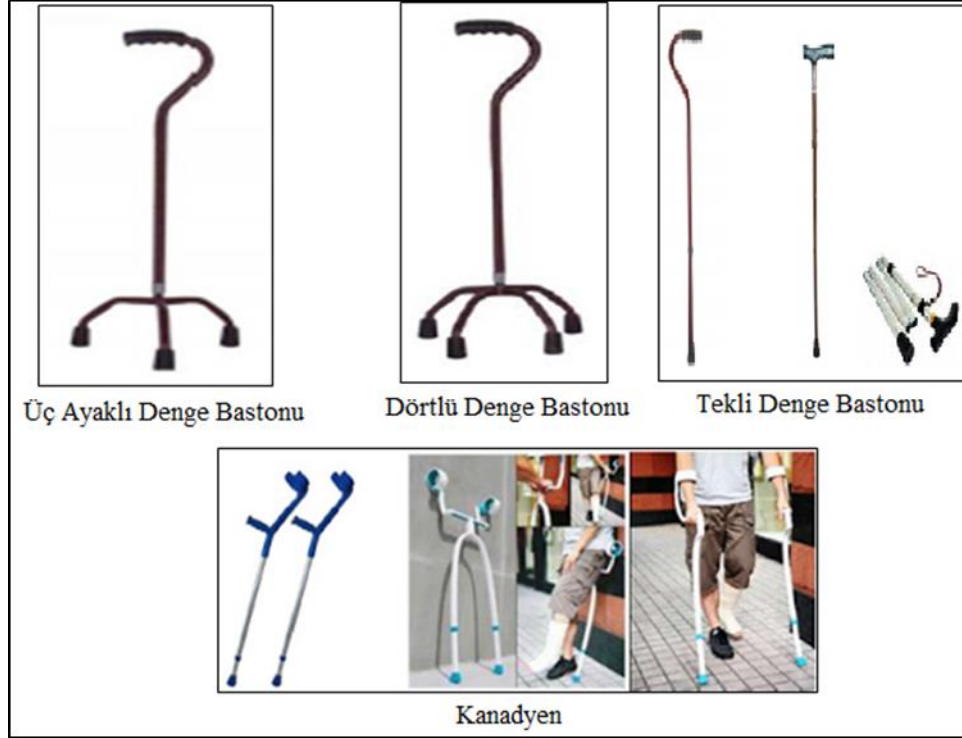 Üç Ayaklı Denge Bastonu
Dörtlü Denge Bastonu
Tekli Denge Bastonu
Kanadyen